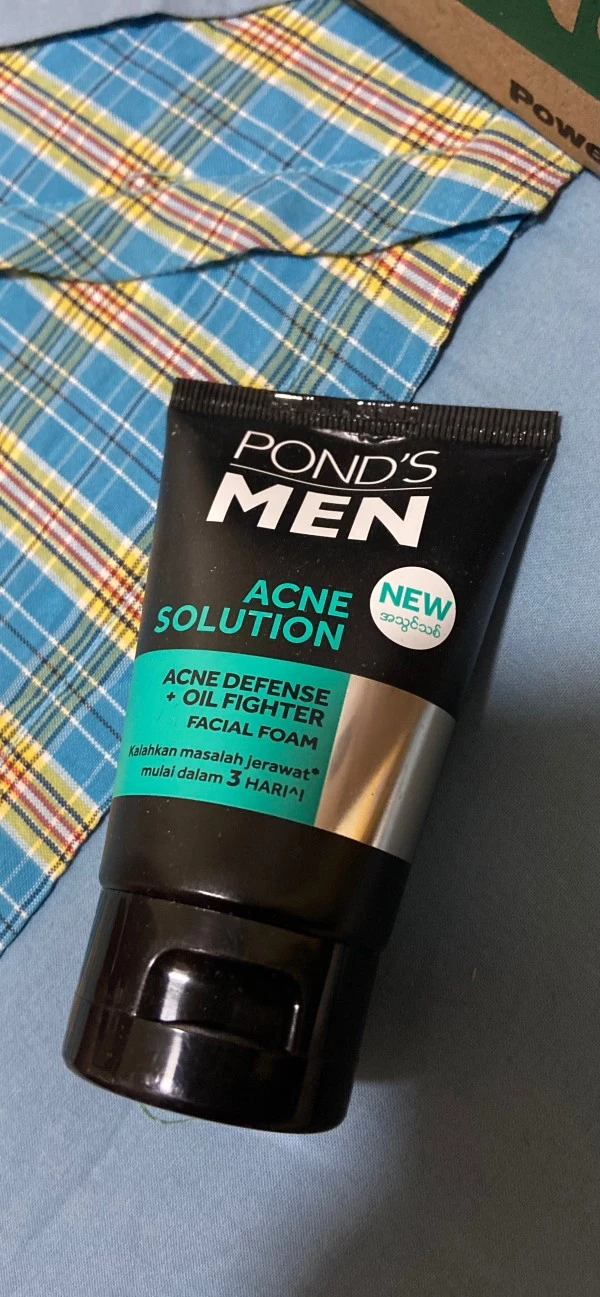 Powe
POND'S
MEN
ACNE
SOLUTION
NEW
အသွင်သစ်
ACNE DEFENSE
+ OIL FIGHTER
FACIAL FOAM
Kalahkan masalah jerawat*
mulai dalam 3 HARI^!